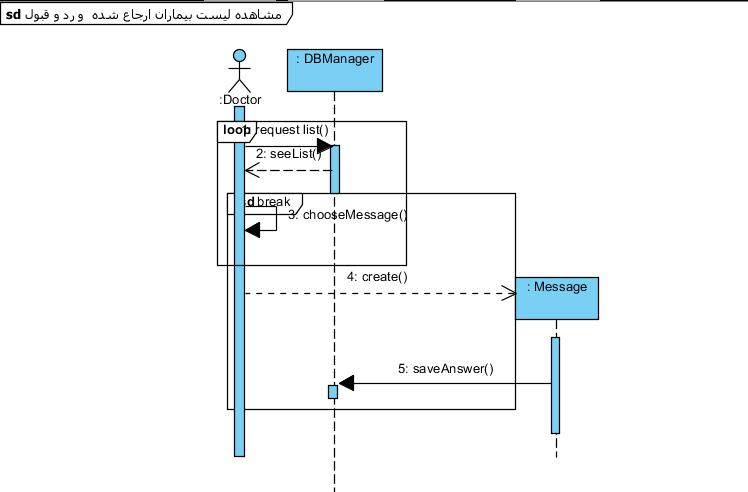 sd مشاهده لیست بیماران ارجاع شده و رد و قبول
: DBManager
:Doctor
loop
request list()
2: seeList()
sd break
3: chooseMessage()
4: create()
: Message
5: saveAnswer()